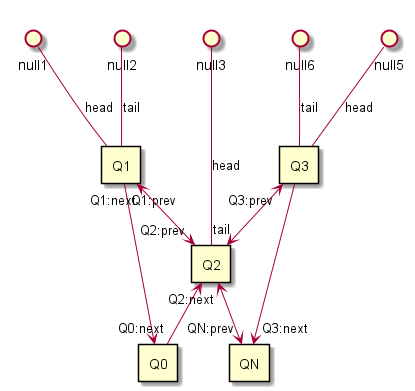 null1
null2
null3
null6
null5
head
tail
head
tail
head
Q1
Q3
Q1:next
Q1:prev
Q3:prev
Q2:prev
tail
Q2
Q2:next
Q0:next
QN:prev
Q3:next
Q0
QN